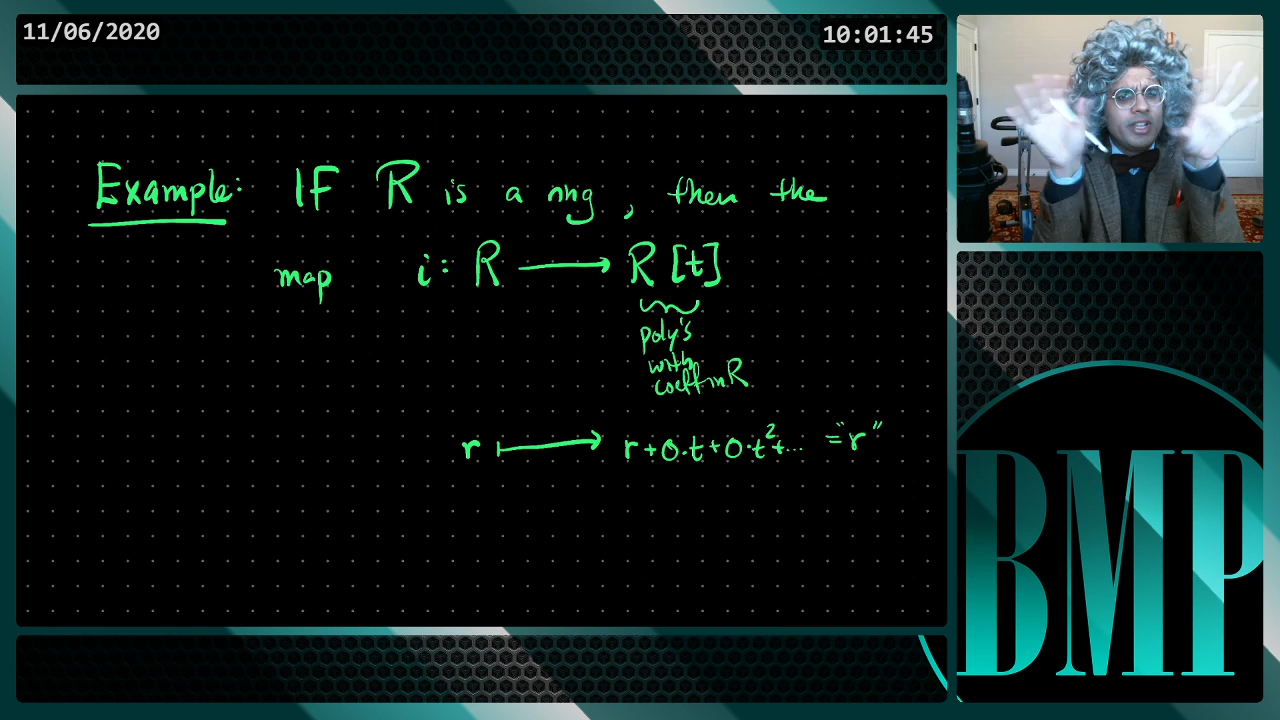 11/06/2020
10:01:45
Example: IF R is a ring, then the
map i: R → R[t]
poly's
with
coeff in R
r ↦ r+0·t+0·t²+... = "r"
BMP